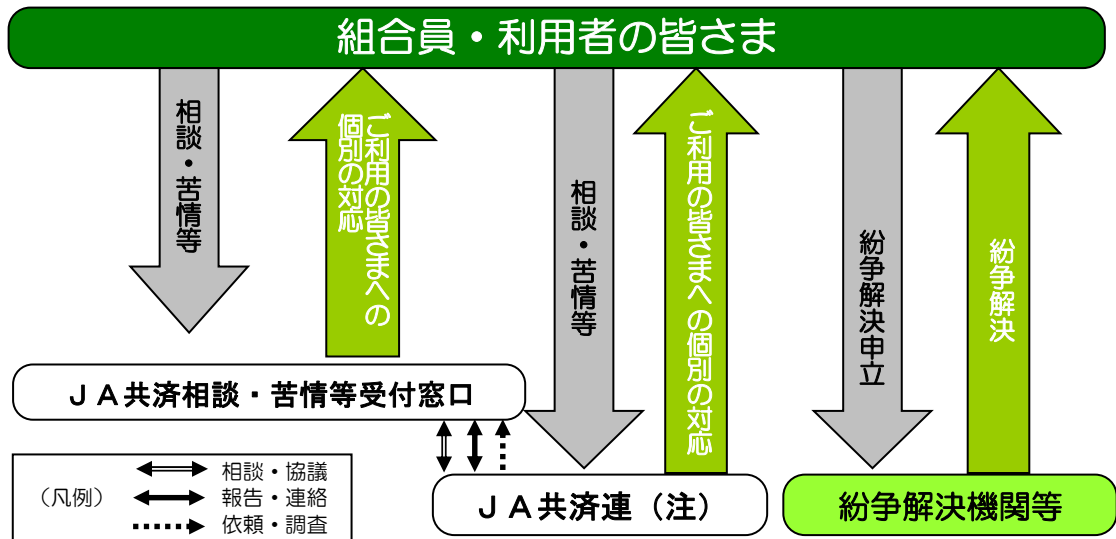 組合員・利用者の皆さま
相談・苦情等
ご利用の皆さまへの
個別の対応
相談・苦情等
ご利用の皆さまへの個別の対応
紛争解決申立
紛争解決
ＪＡ共済相談・苦情等受付窓口
ＪＡ共済連（注）
紛争解決機関等
（凡例）
相談・協議
報告・連絡
依頼・調査